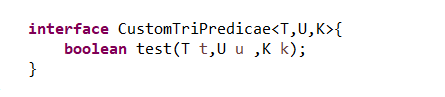 interface CustomTriPredicae<T,U,K>{
    boolean test(T t,U u ,K k);
}